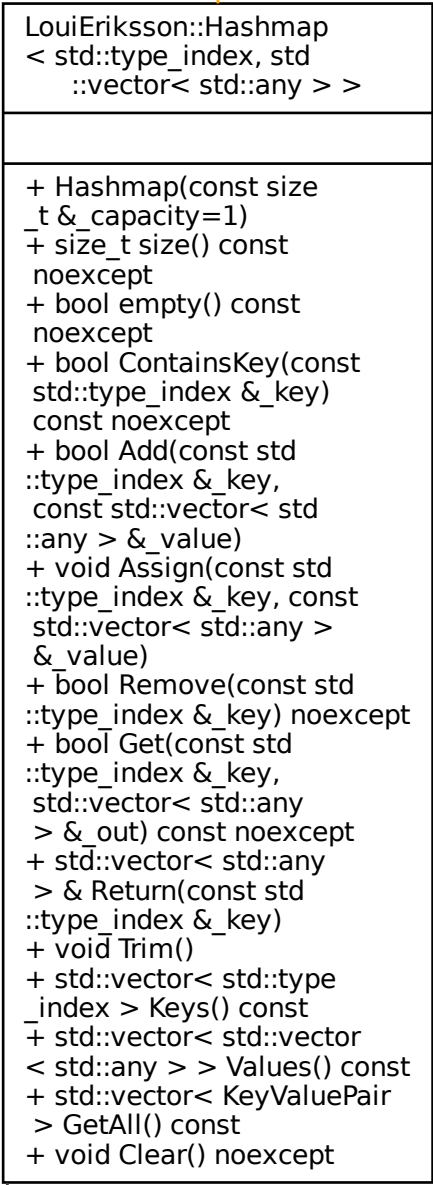 LouiEriksson::Hashmap
< std::type_index, std
::vector< std::any > >
+ Hashmap(const size
_t &_capacity=1)
+ size_t size() const
noexcept
+ bool empty() const
noexcept
+ bool ContainsKey(const
std::type_index &_key)
const noexcept
+ bool Add(const std
::type_index &_key,
const std::vector< std
::any > &_value)
+ void Assign(const std
::type_index &_key, const
std::vector< std::any >
&_value)
+ bool Remove(const std
::type_index &_key) noexcept
+ bool Get(const std
::type_index &_key,
std::vector< std::any
> &_out) const noexcept
+ std::vector< std::any
> & Return(const std
::type_index &_key)
+ void Trim()
+ std::vector< std::type
_index > Keys() const
+ std::vector< std::vector
< std::any > > Values() const
+ std::vector< KeyValuePair
> GetAll() const
+ void Clear() noexcept